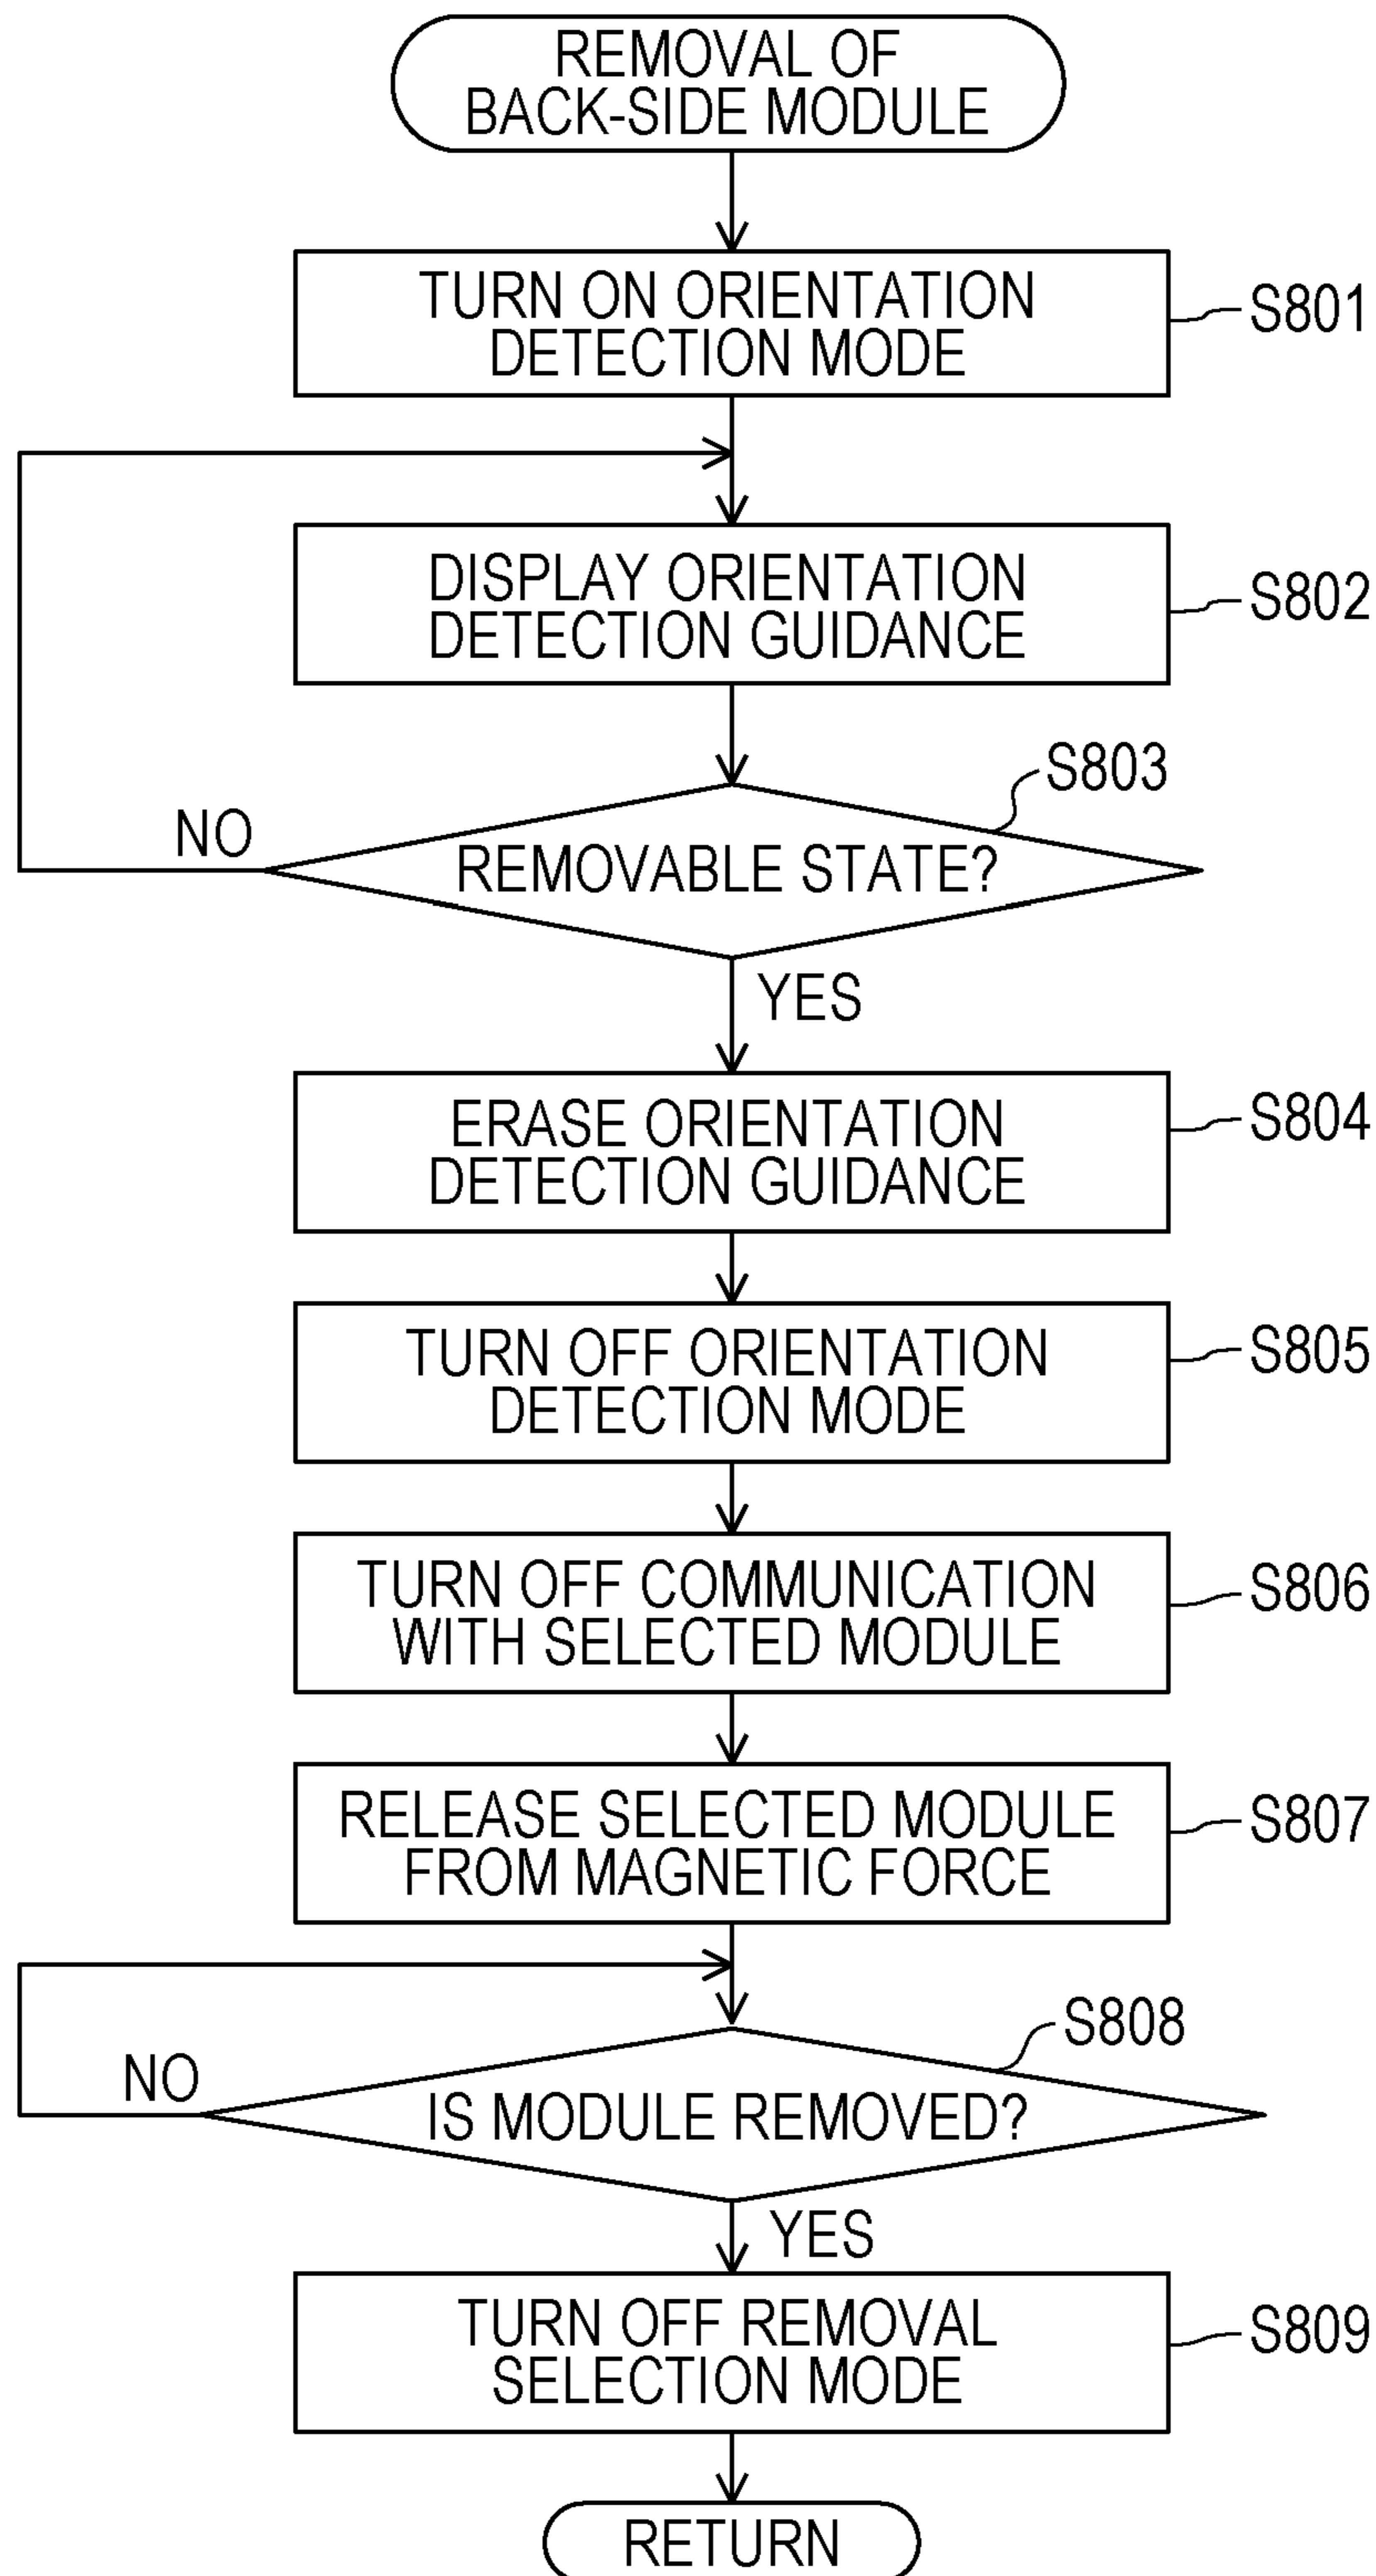 REMOVAL OF
BACK-SIDE MODULE
TURN ON ORIENTATION
DETECTION MODE
S801
DISPLAY ORIENTATION
DETECTION GUIDANCE
S802
S803
NO
REMOVABLE STATE?
YES
ERASE ORIENTATION
DETECTION GUIDANCE
S804
TURN OFF ORIENTATION
DETECTION MODE
S805
TURN OFF COMMUNICATION
WITH SELECTED MODULE
S806
RELEASE SELECTED MODULE
FROM MAGNETIC FORCE
S807
S808
NO
IS MODULE REMOVED?
YES
TURN OFF REMOVAL
SELECTION MODE
S809
RETURN